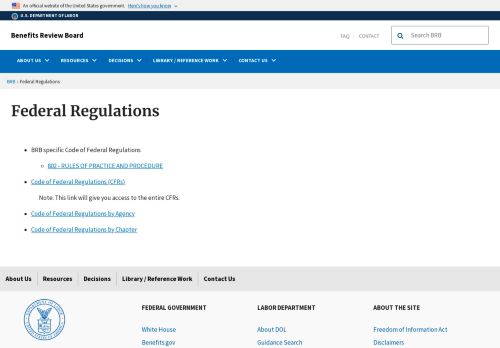 An official website of the United States government. Here's how you know
U.S. DEPARTMENT OF LABOR
Benefits Review Board
FAQ · CONTACT
Search BRB
ABOUT US RESOURCES DECISIONS LIBRARY / REFERENCE WORK CONTACT US
BRB › Federal Regulations
Federal Regulations
• BRB specific Code of Federal Regulations
802 - RULES OF PRACTICE AND PROCEDURE
• Code of Federal Regulations (CFRs)
Note: This link will give you access to the entire CFRs.
• Code of Federal Regulations by Agency
• Code of Federal Regulations by Chapter
About Us Resources Decisions Library / Reference Work Contact Us
FEDERAL GOVERNMENT LABOR DEPARTMENT ABOUT THE SITE
White House About DOL Freedom of Information Act
Benefits.gov Guidance Search Disclaimers